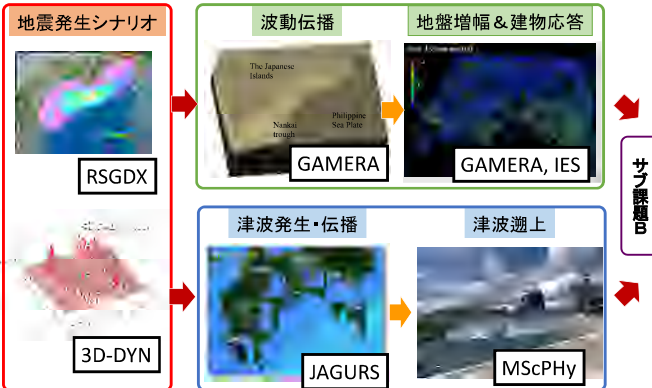 地震発生シナリオ
RSGDX
3D-DYN
波動伝播
The Japanese
Islands
Nankai
trough
Philippine
Sea Plate
GAMERA
地盤増幅&建物応答
GAMERA, IES
津波発生・伝播
JAGURS
津波遡上
MScPHy
サブ課題B